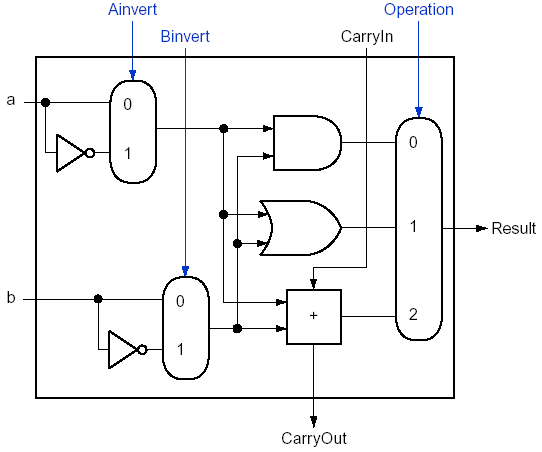 Ainvert
Operation
Binvert
CarryIn
a
0
1
0
1
Result
b
0
1
+
2
CarryOut